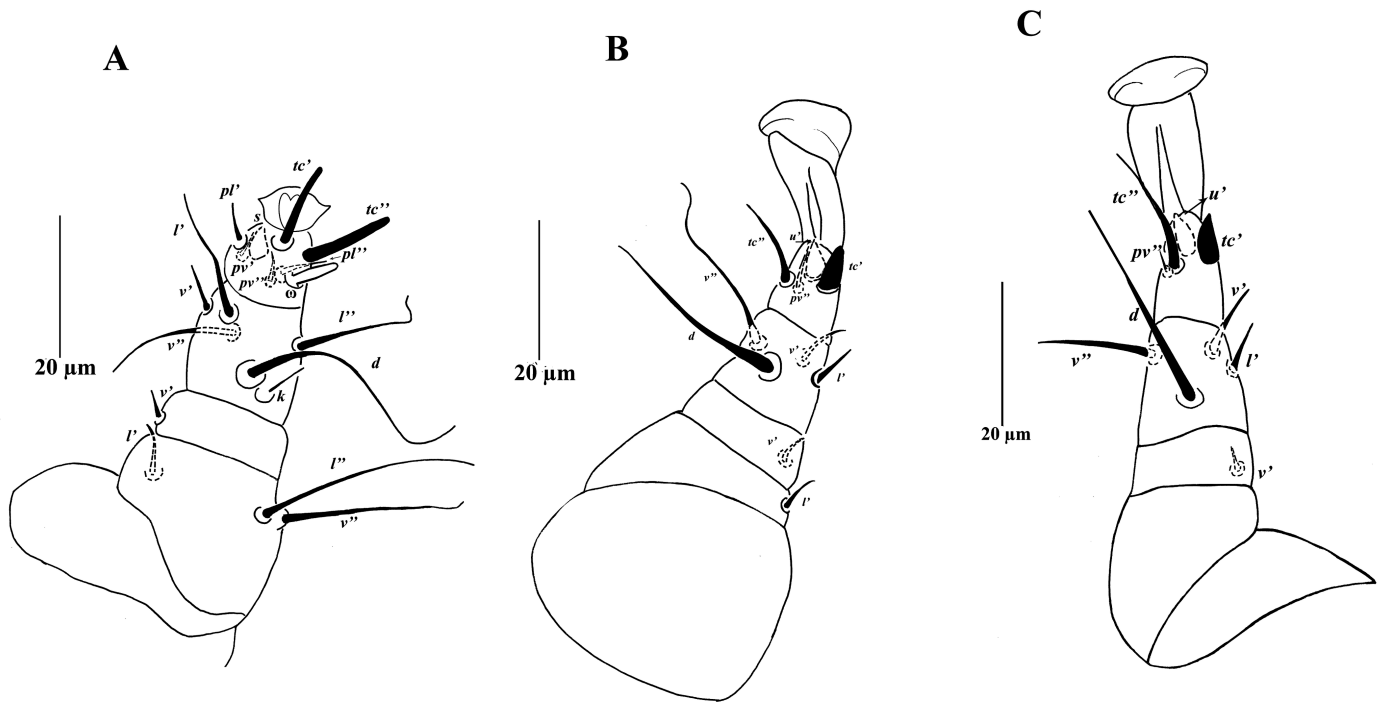 A
tc’
pl’
tc’’
s
l’
pl’’
pv’
pv’’
ω
v’
l’’
v’’
d
k
20 µm
v’
l’
l’’
v’’
B
u’
tc’’
v’’
tc’
pv’’
d
v’
l’
20 µm
v’
l’
C
tc’’
u’
tc’
pv’’
v’
d
v’’
l’
20 µm
v’